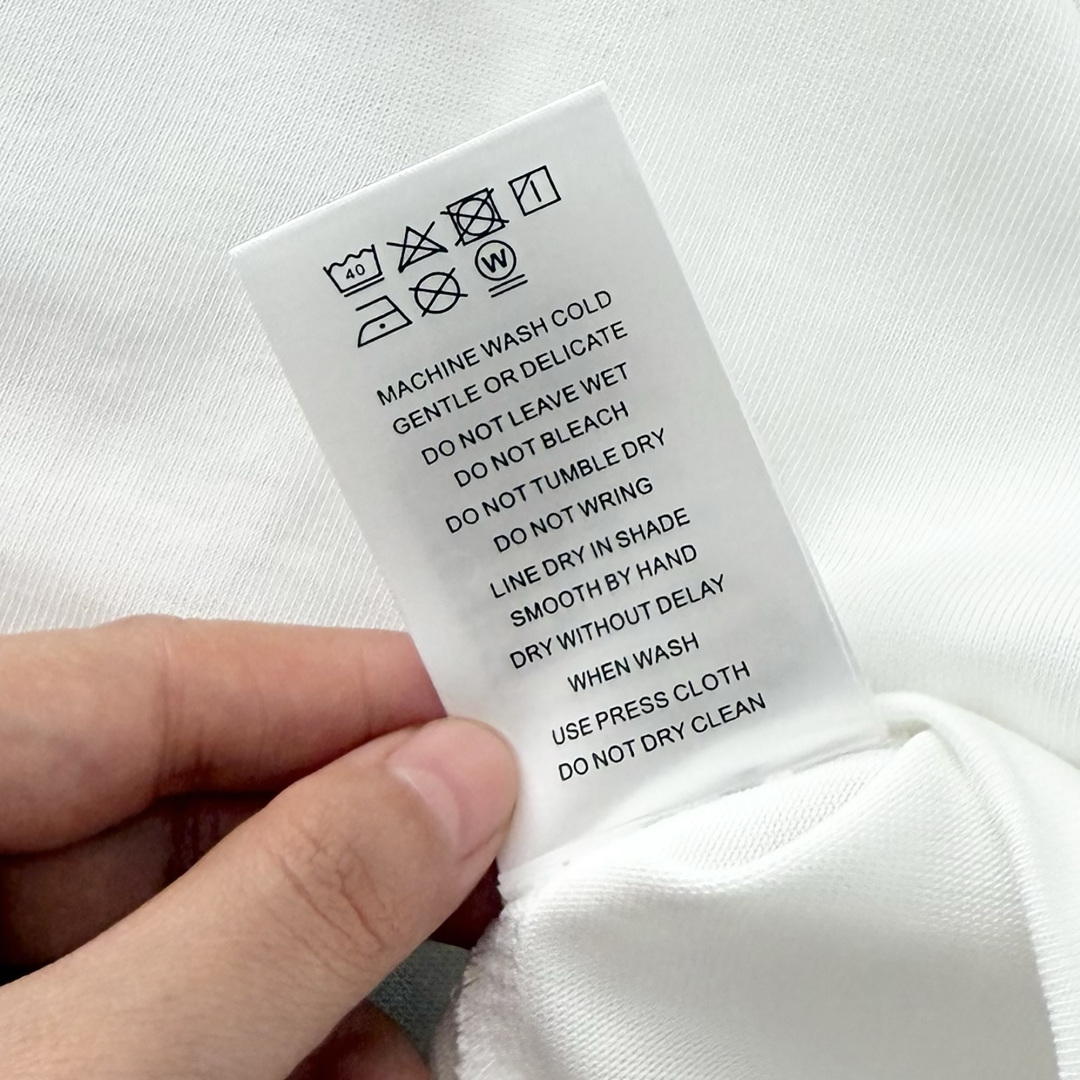 40
W
MACHINE WASH COLD
GENTLE OR DELICATE
DO NOT LEAVE WET
DO NOT BLEACH
DO NOT TUMBLE DRY
DO NOT WRING
LINE DRY IN SHADE
SMOOTH BY HAND
DRY WITHOUT DELAY
WHEN WASH
USE PRESS CLOTH
DO NOT DRY CLEAN